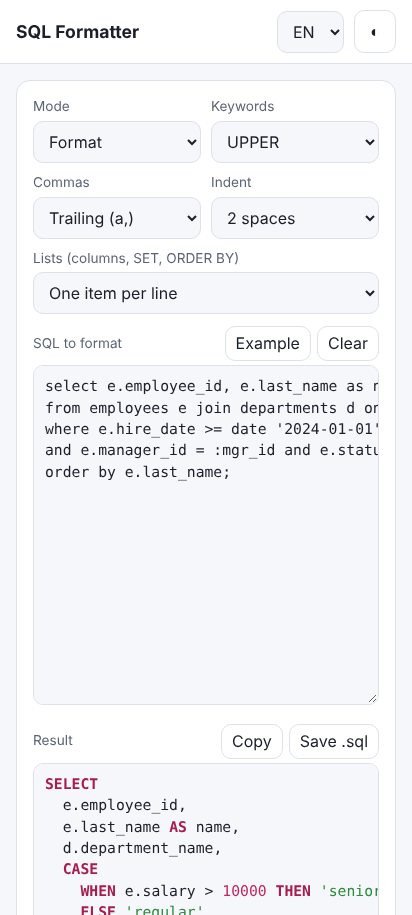 SQL Formatter
EN
Mode
Keywords
Format
UPPER
Commas
Indent
Trailing (a,)
2 spaces
Lists (columns, SET, ORDER BY)
One item per line
SQL to format
Example
Clear
select e.employee_id, e.last_name as
from employees e join departments d on
where e.hire_date >= date '2024-01-01'
and e.manager_id = :mgr_id and
order by e.last_name;
Result
Copy
Save .sql
SELECT
e.employee_id,
e.last_name AS name,
d.department_name,
CASE
WHEN e.salary > 10000 THEN 'senior
ELSE 'regular'